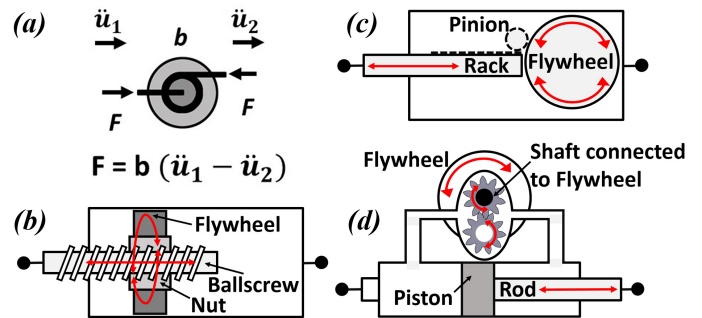 (a)
ü₁
b
ü₂
F
F
F = b (ü₁ − ü₂)
(b)
Flywheel
Ballscrew
Nut
(c)
Pinion
Rack
Flywheel
(d)
Flywheel
Shaft connected
to Flywheel
Piston
Rod